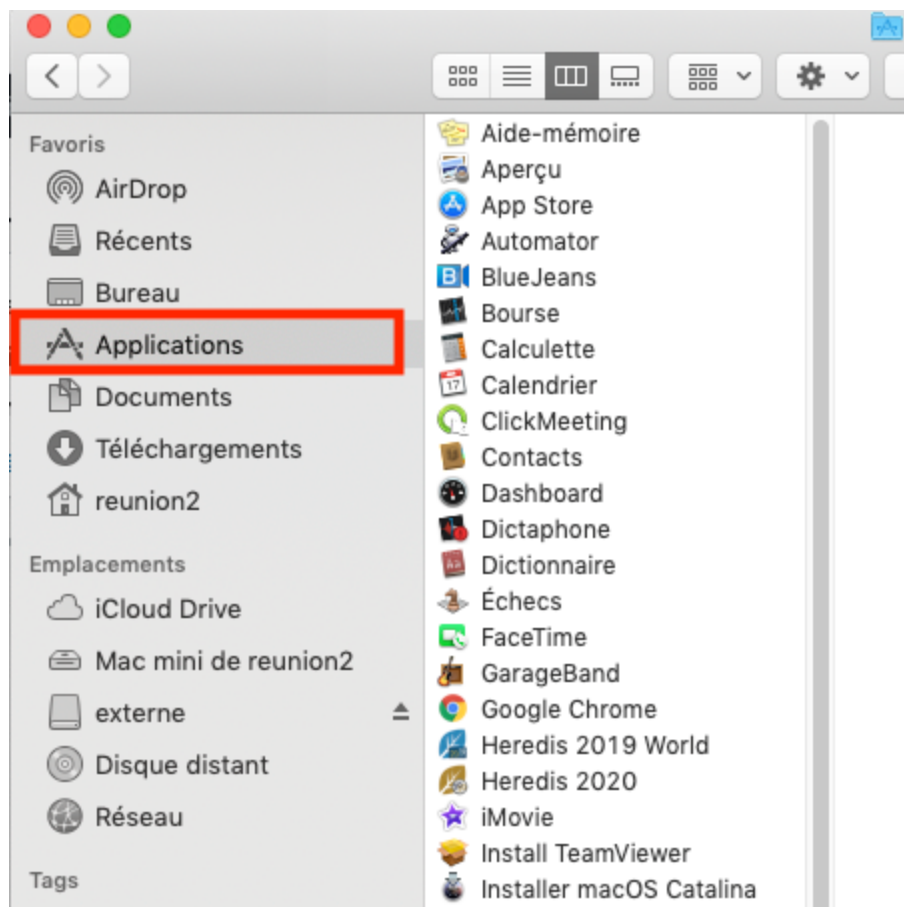 Favoris
AirDrop
Récents
Bureau
Applications
Documents
Téléchargements
reunion2
Emplacements
iCloud Drive
Mac mini de reunion2
externe
Disque distant
Réseau
Tags
Aide-mémoire
Aperçu
App Store
Automator
BlueJeans
Bourse
Calculette
Calendrier
ClickMeeting
Contacts
Dashboard
Dictaphone
Dictionnaire
Échecs
FaceTime
GarageBand
Google Chrome
Heredis 2019 World
Heredis 2020
iMovie
Install TeamViewer
Installer macOS Catalina